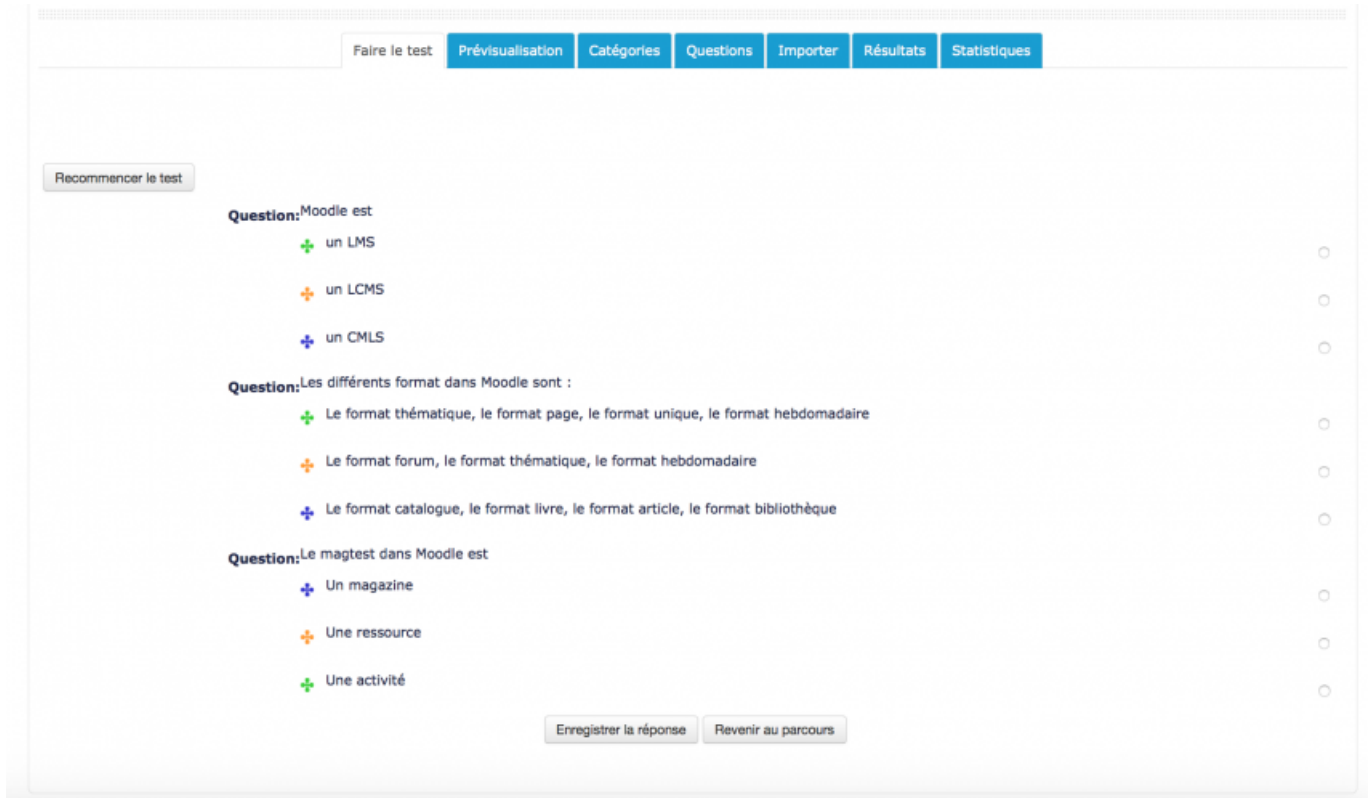 Faire le test Prévisualisation Catégories Questions Importer Résultats Statistiques
Recommencer le test
Question: Moodle est
un LMS
un LCMS
un CMLS
Question: Les différents format dans Moodle sont :
Le format thématique, le format page, le format unique, le format hebdomadaire
Le format forum, le format thématique, le format hebdomadaire
Le format catalogue, le format livre, le format article, le format bibliothèque
Question: Le magtest dans Moodle est
Un magazine
Une ressource
Une activité
Enregistrer la réponse Revenir au parcours